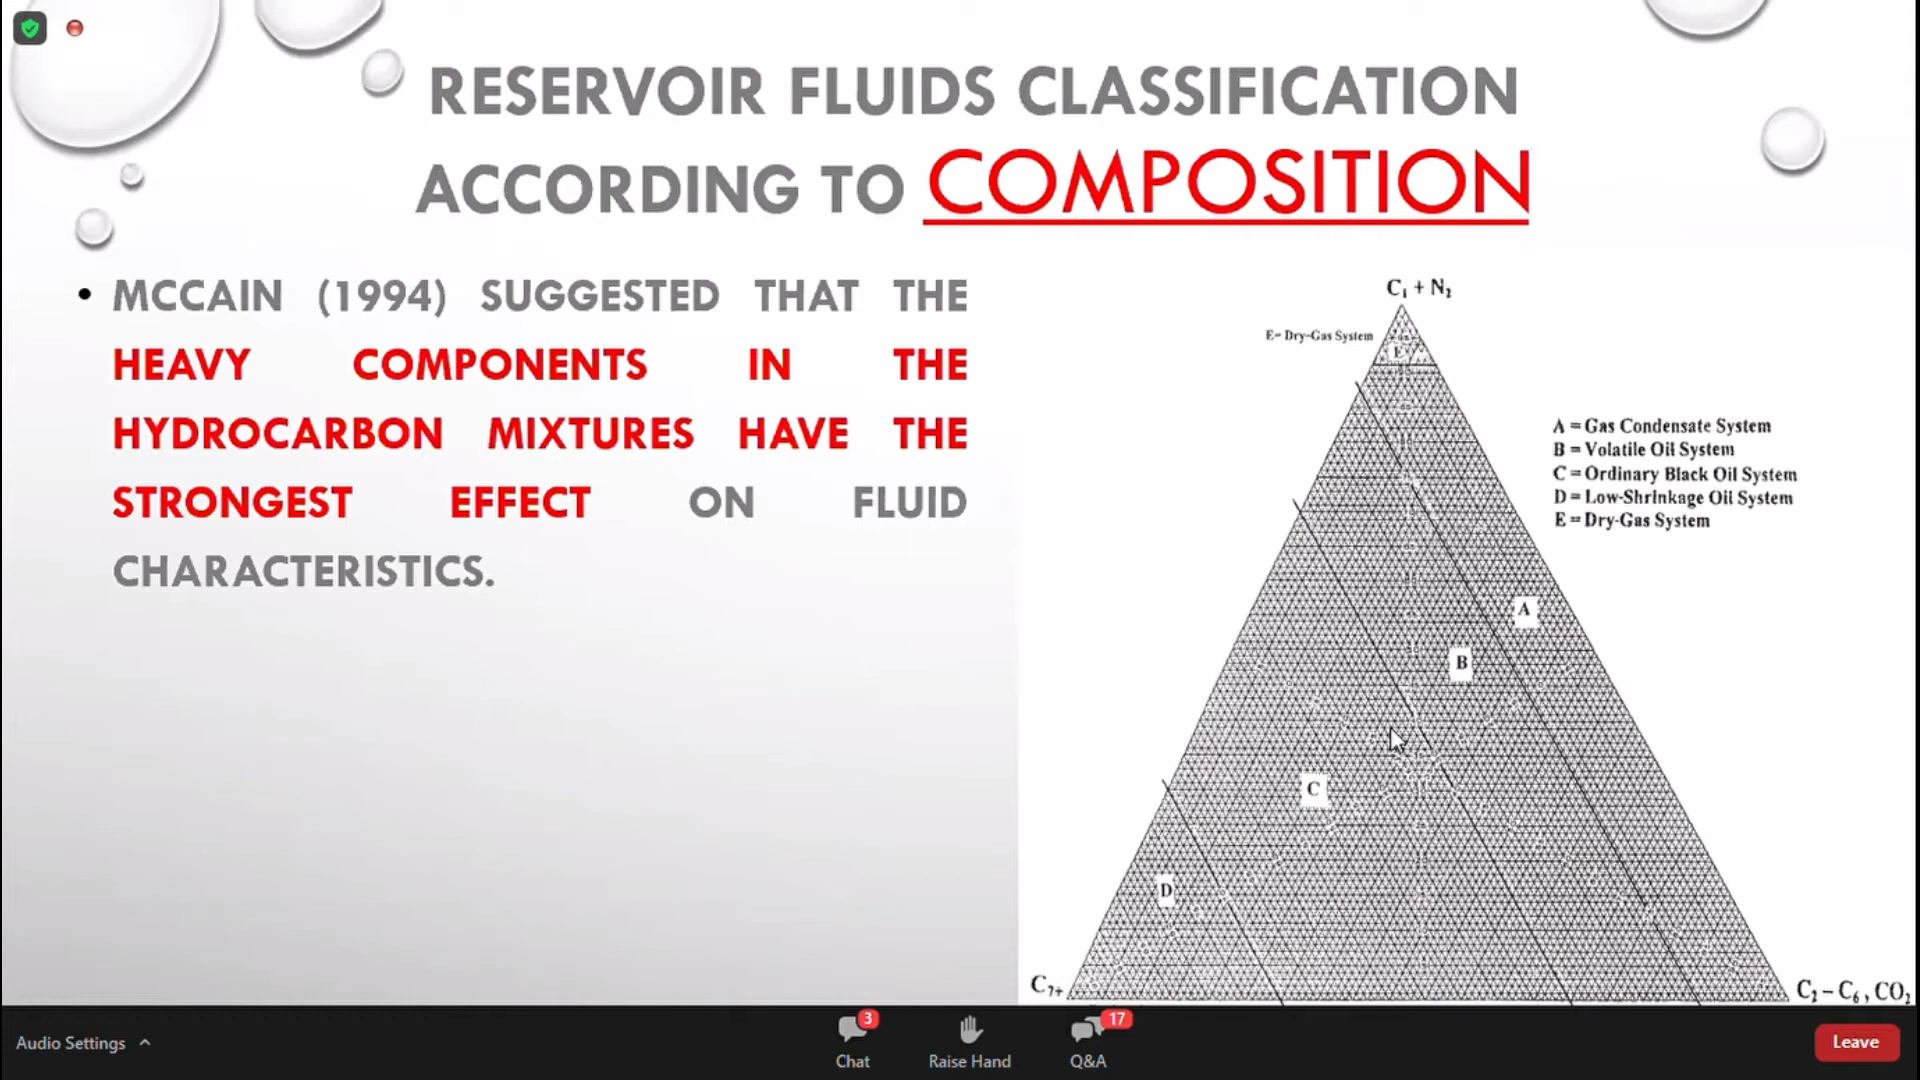 RESERVOIR FLUIDS CLASSIFICATION
ACCORDING TO COMPOSITION
• MCCAIN (1994) SUGGESTED THAT THE
HEAVY COMPONENTS IN THE
HYDROCARBON MIXTURES HAVE THE
STRONGEST EFFECT ON FLUID
CHARACTERISTICS.
C₁ + N₂
E= Dry-Gas System
E
A = Gas Condensate System
B = Volatile Oil System
C = Ordinary Black Oil System
D = Low-Shrinkage Oil System
E = Dry-Gas System
A
B
C
D
C₇₊
C₂ – C₆ , CO₂
Audio Settings
3
Chat
Raise Hand
17
Q&A
Leave